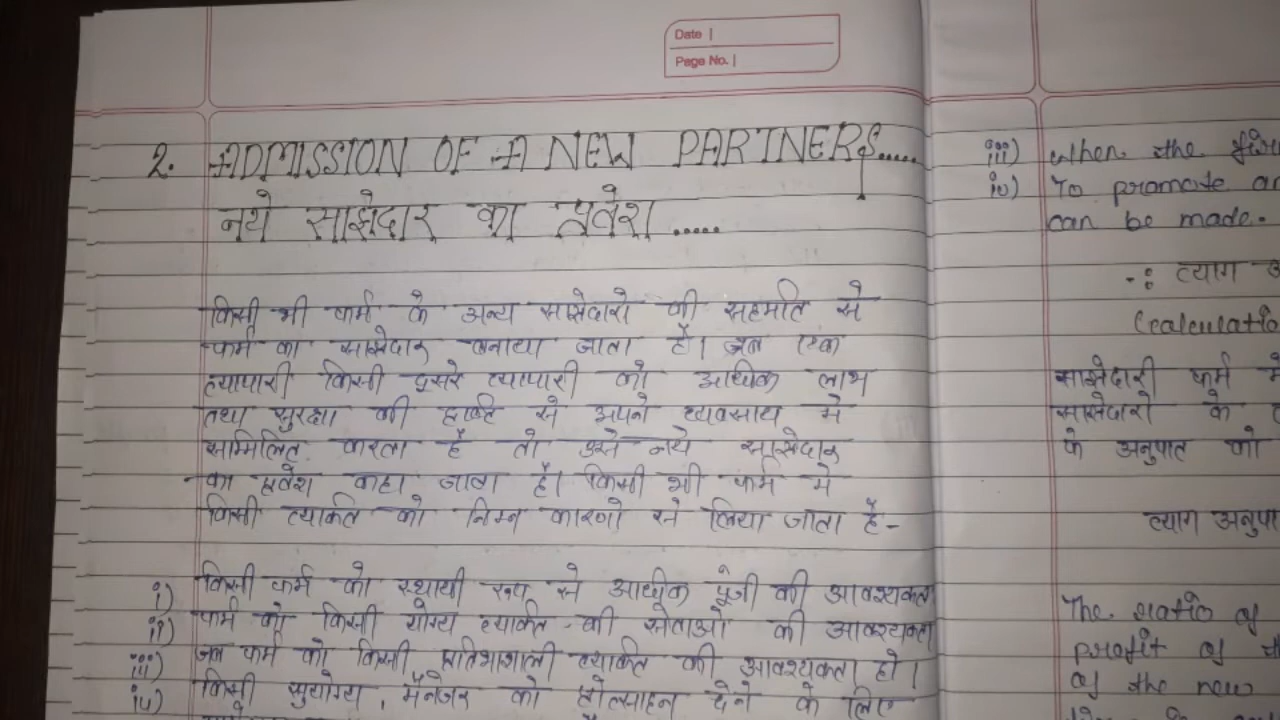 Date |
Page No. |
2. ADMISSION OF A NEW PARTNERS.....
नये साझेदार का प्रवेश .....
किसी भी फर्म के अन्य साझेदारो की सहमति से
फर्म का साझेदार बनाया जाता है। जब एक
व्यापारी किसी दुसरे व्यापारी को अधिक लाभ
तथा सुरक्षा की दृष्टि से अपने व्यवसाय मे
सम्मिलित करता है तो उसे नये साझेदार
का प्रवेश कहा जाता है। किसी भी फर्म मे
किसी व्यक्ति को निम्न कारणो से लिया जाता है-
i) किसी फर्म को स्थायी रूप से अधिक पूंजी की आवश्यकता
ii) फर्म को किसी योग्य व्यक्ति की सेवाओ की आवश्यकता
iii) जब फर्म को किसी प्रतिभाशाली व्यक्ति की आवश्यकता हो।
iv) किसी सुयोग्य, मैनेजर को प्रोत्साहन देने के लिए
iii) when the
iv) To promote
can be made.
-: त्याग
साझेदारी फर्म
साझेदारो के
के अनुपात को
त्याग
The ratio of
profit of
of the new